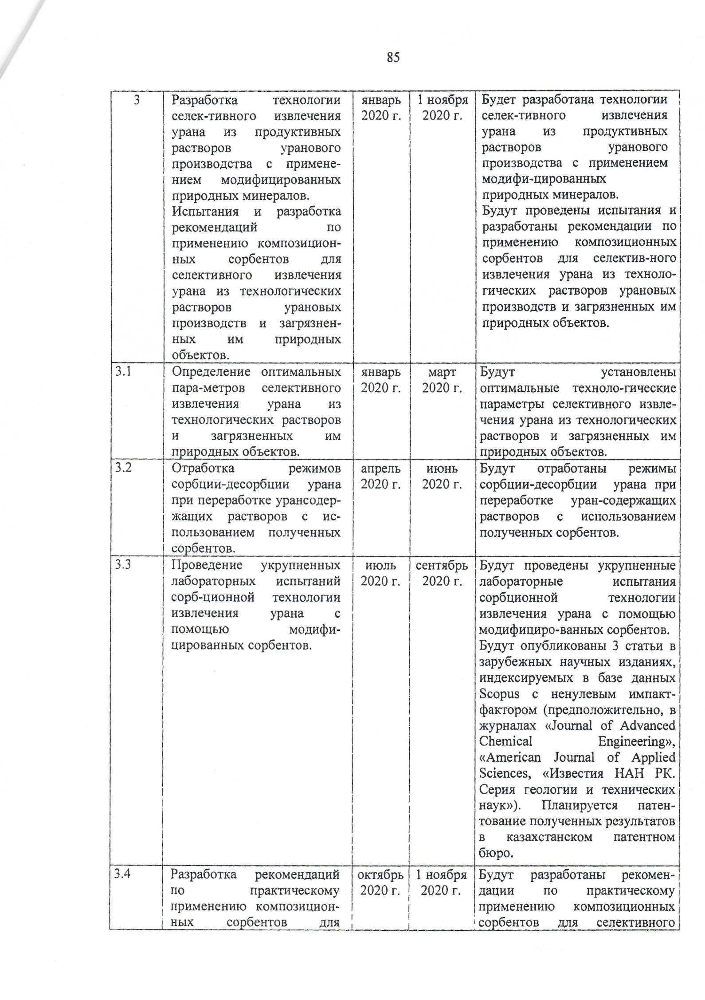 85
3
Разработка технологии
селек-тивного извлечения
урана из продуктивных
растворов уранового
производства с примене-
нием модифицированных
природных минералов.
Испытания и разработка
рекомендаций по
применению композицион-
ных сорбентов для
селективного извлечения
урана из технологических
растворов урановых
производств и загрязнен-
ных им природных
объектов.
январь
2020 г.
1 ноября
2020 г.
Будет разработана технологии
селек-тивного извлечения
урана из продуктивных
растворов уранового
производства с применением
модифи-цированных
природных минералов.
Будут проведены испытания и
разработаны рекомендации по
применению композиционных
сорбентов для селектив-ного
извлечения урана из техноло-
гических растворов урановых
производств и загрязненных им
природных объектов.
3.1
Определение оптимальных
пара-метров селективного
извлечения урана из
технологических растворов
и загрязненных им
природных объектов.
январь
2020 г.
март
2020 г.
Будут установлены
оптимальные техноло-гические
параметры селективного извле-
чения урана из технологических
растворов и загрязненных им
природных объектов.
3.2
Отработка режимов
сорбции-десорбции урана
при переработке урансодер-
жащих растворов с ис-
пользованием полученных
сорбентов.
апрель
2020 г.
июнь
2020 г.
Будут отработаны режимы
сорбции-десорбции урана при
переработке уран-содержащих
растворов с использованием
полученных сорбентов.
3.3
Проведение укрупненных
лабораторных испытаний
сорб-ционной технологии
извлечения урана с
помощью модифи-
цированных сорбентов.
июль
2020 г.
сентябрь
2020 г.
Будут проведены укрупненные
лабораторные испытания
сорбционной технологии
извлечения урана с помощью
модифициро-ванных сорбентов.
Будут опубликованы 3 статьи в
зарубежных научных изданиях,
индексируемых в базе данных
Scopus с ненулевым импакт-
фактором (предположительно, в
журналах «Journal of Advanced
Chemical Engineering»,
«American Journal of Applied
Sciences, «Известия НАН РК.
Серия геологии и технических
наук»). Планируется патен-
тование полученных результатов
в казахстанском патентном
бюро.
3.4
Разработка рекомендаций
по практическому
применению композицион-
ных сорбентов для
октябрь
2020 г.
1 ноября
2020 г.
Будут разработаны рекомен-
дации по практическому
применению композиционных
сорбентов для селективного